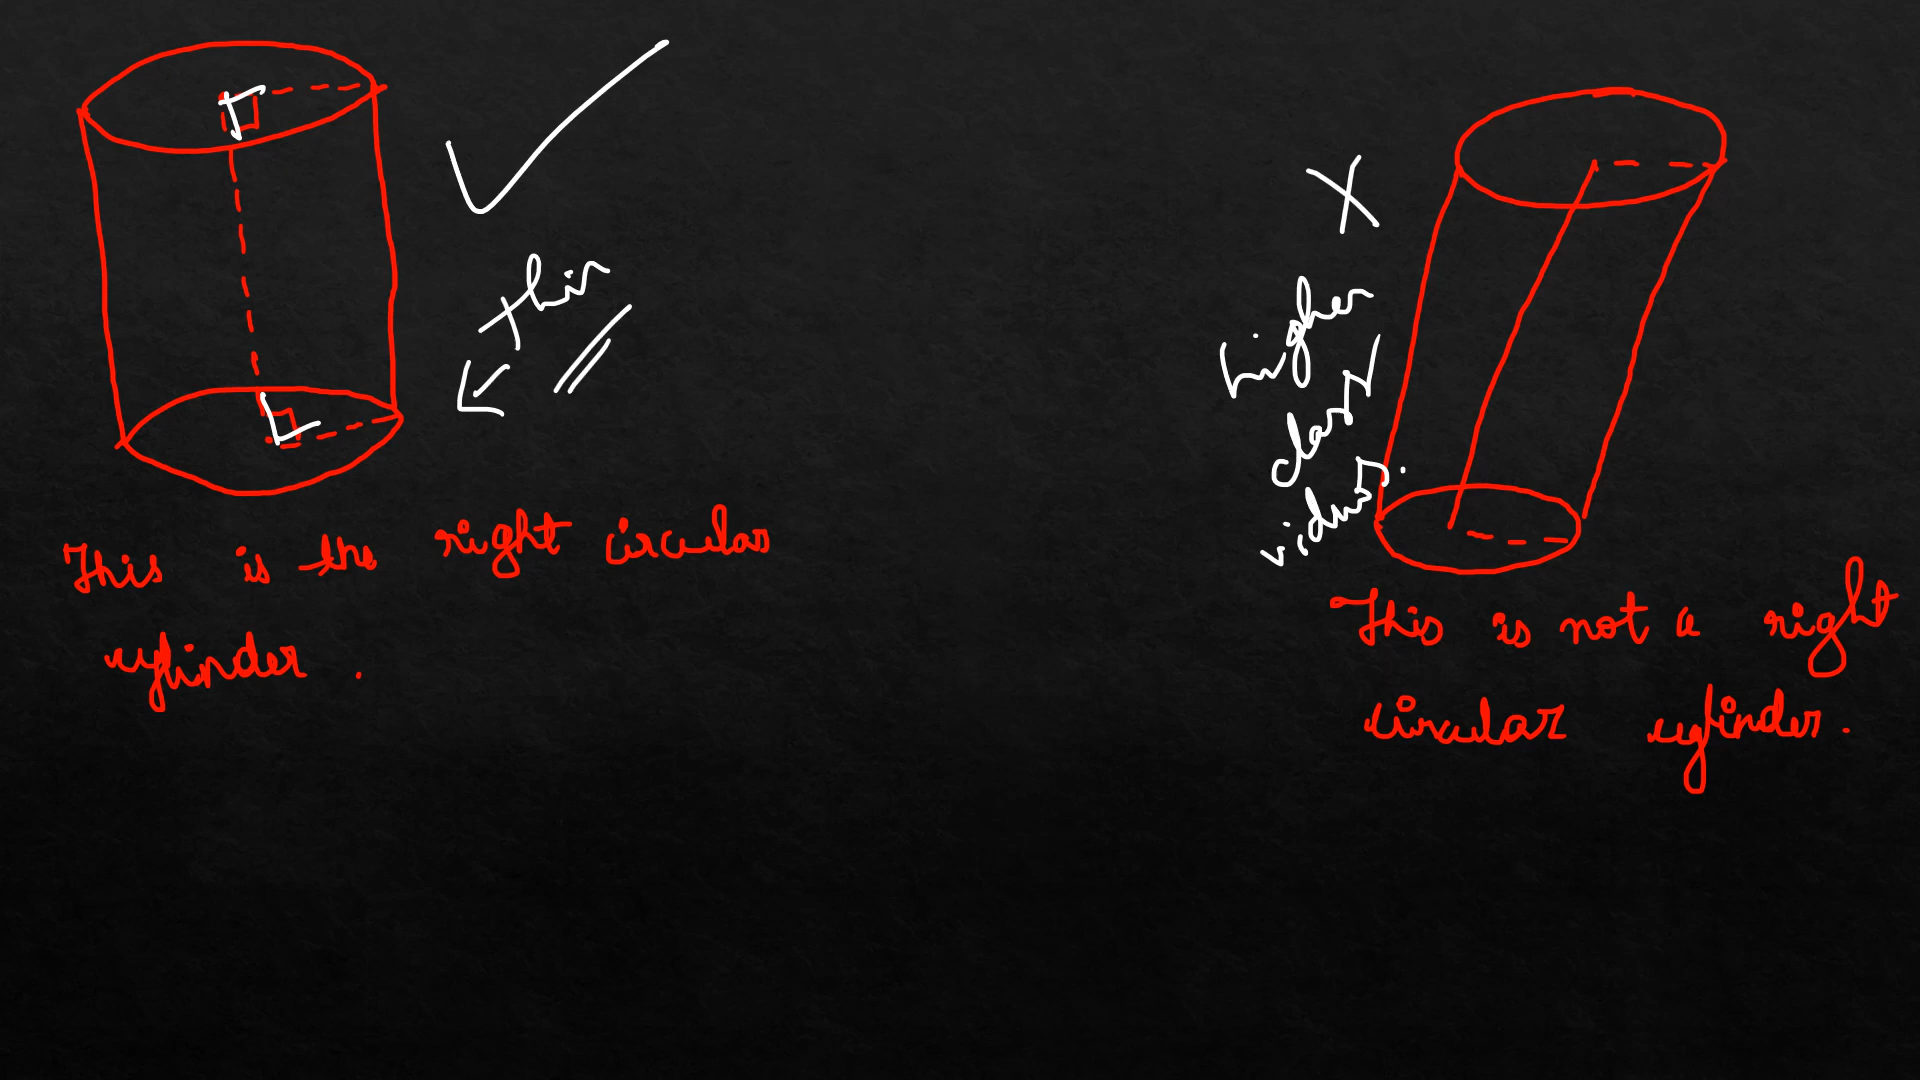 This is the right circular
cylinder.
this
X
higher
class
videos.
This is not a right
circular cylinder.